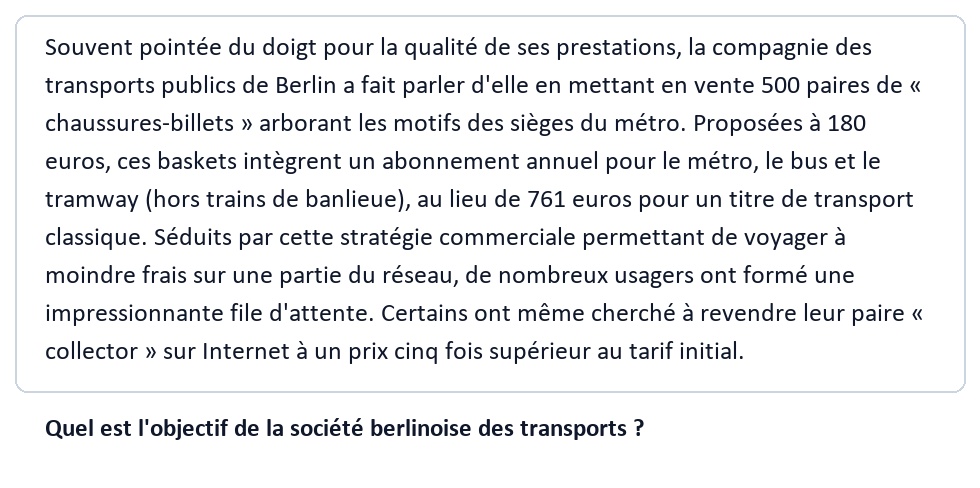 Souvent pointée du doigt pour la qualité de ses prestations, la compagnie des
transports publics de Berlin a fait parler d'elle en mettant en vente 500 paires de «
chaussures-billets » arborant les motifs des sièges du métro. Proposées à 180
euros, ces baskets intègrent un abonnement annuel pour le métro, le bus et le
tramway (hors trains de banlieue), au lieu de 761 euros pour un titre de transport
classique. Séduits par cette stratégie commerciale permettant de voyager à
moindre frais sur une partie du réseau, de nombreux usagers ont formé une
impressionnante file d'attente. Certains ont même cherché à revendre leur paire «
collector » sur Internet à un prix cinq fois supérieur au tarif initial.
Quel est l'objectif de la société berlinoise des transports ?